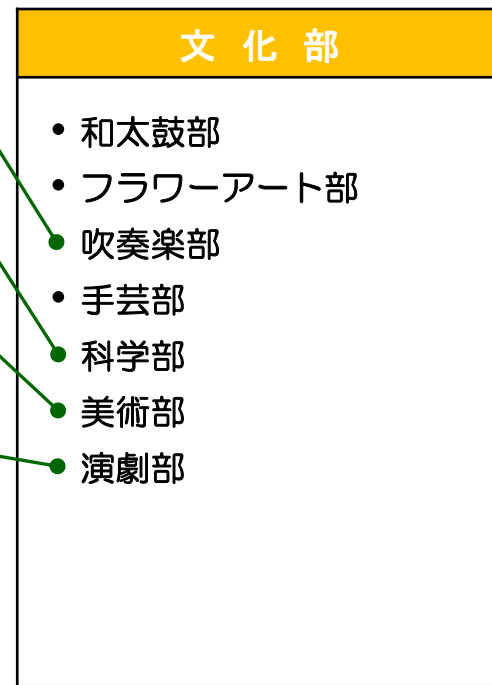 文 化 部
• 和太鼓部
• フラワーアート部
• 吹奏楽部
• 手芸部
• 科学部
• 美術部
• 演劇部